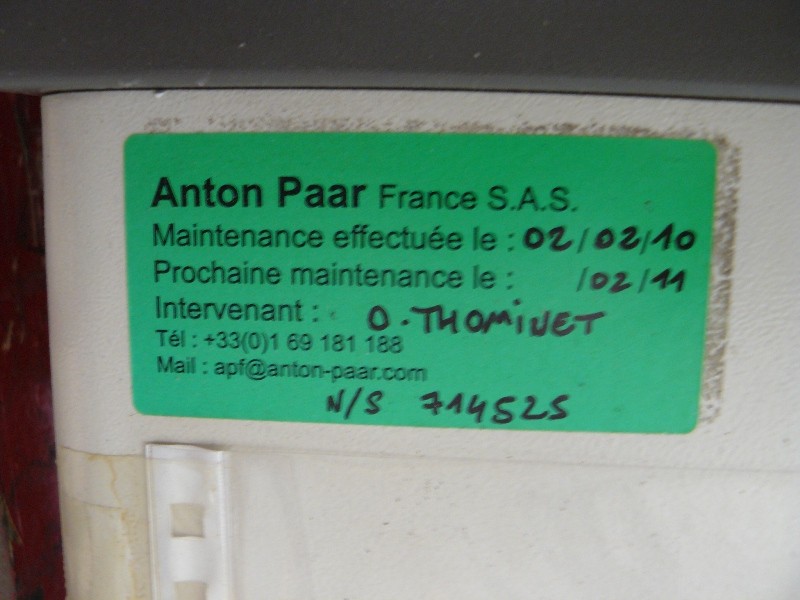 Anton Paar France S.A.S.
Maintenance effectuée le : 02/02/10
Prochaine maintenance le : /02/11
Intervenant : O. THOMINET
Tél : +33(0)1 69 181 188
Mail : apf@anton-paar.com
N/S 714525